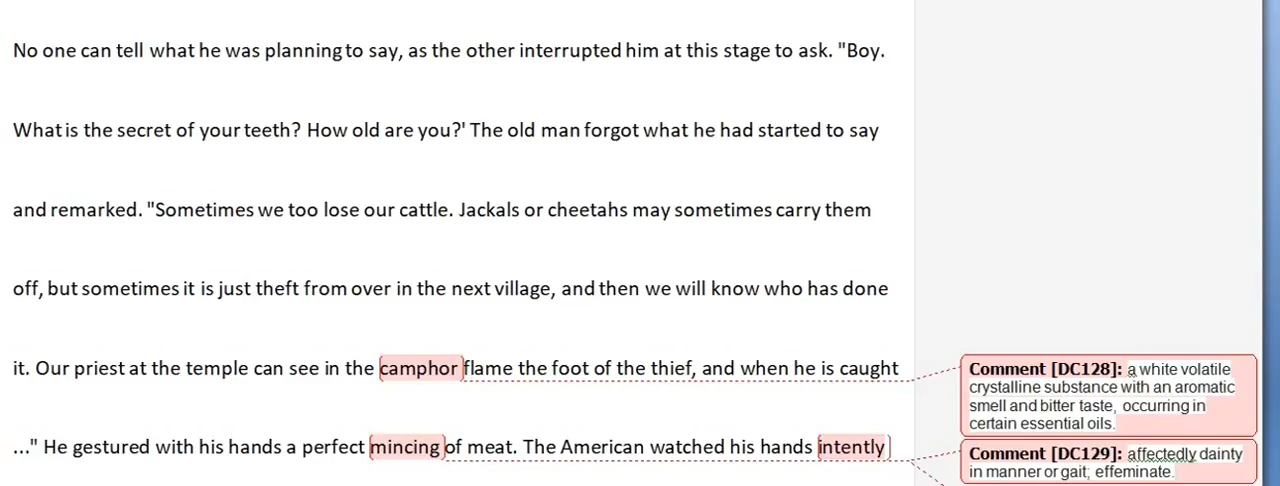 No one can tell what he was planning to say, as the other interrupted him at this stage to ask. "Boy.
What is the secret of your teeth? How old are you?' The old man forgot what he had started to say
and remarked. "Sometimes we too lose our cattle. Jackals or cheetahs may sometimes carry them
off, but sometimes it is just theft from over in the next village, and then we will know who has done
it. Our priest at the temple can see in the camphor flame the foot of the thief, and when he is caught
..." He gestured with his hands a perfect mincing of meat. The American watched his hands intently
Comment [DC128]: a white volatile
crystalline substance with an aromatic
smell and bitter taste, occurring in
certain essential oils.
Comment [DC129]: affectedly dainty
in manner or gait; effeminate.